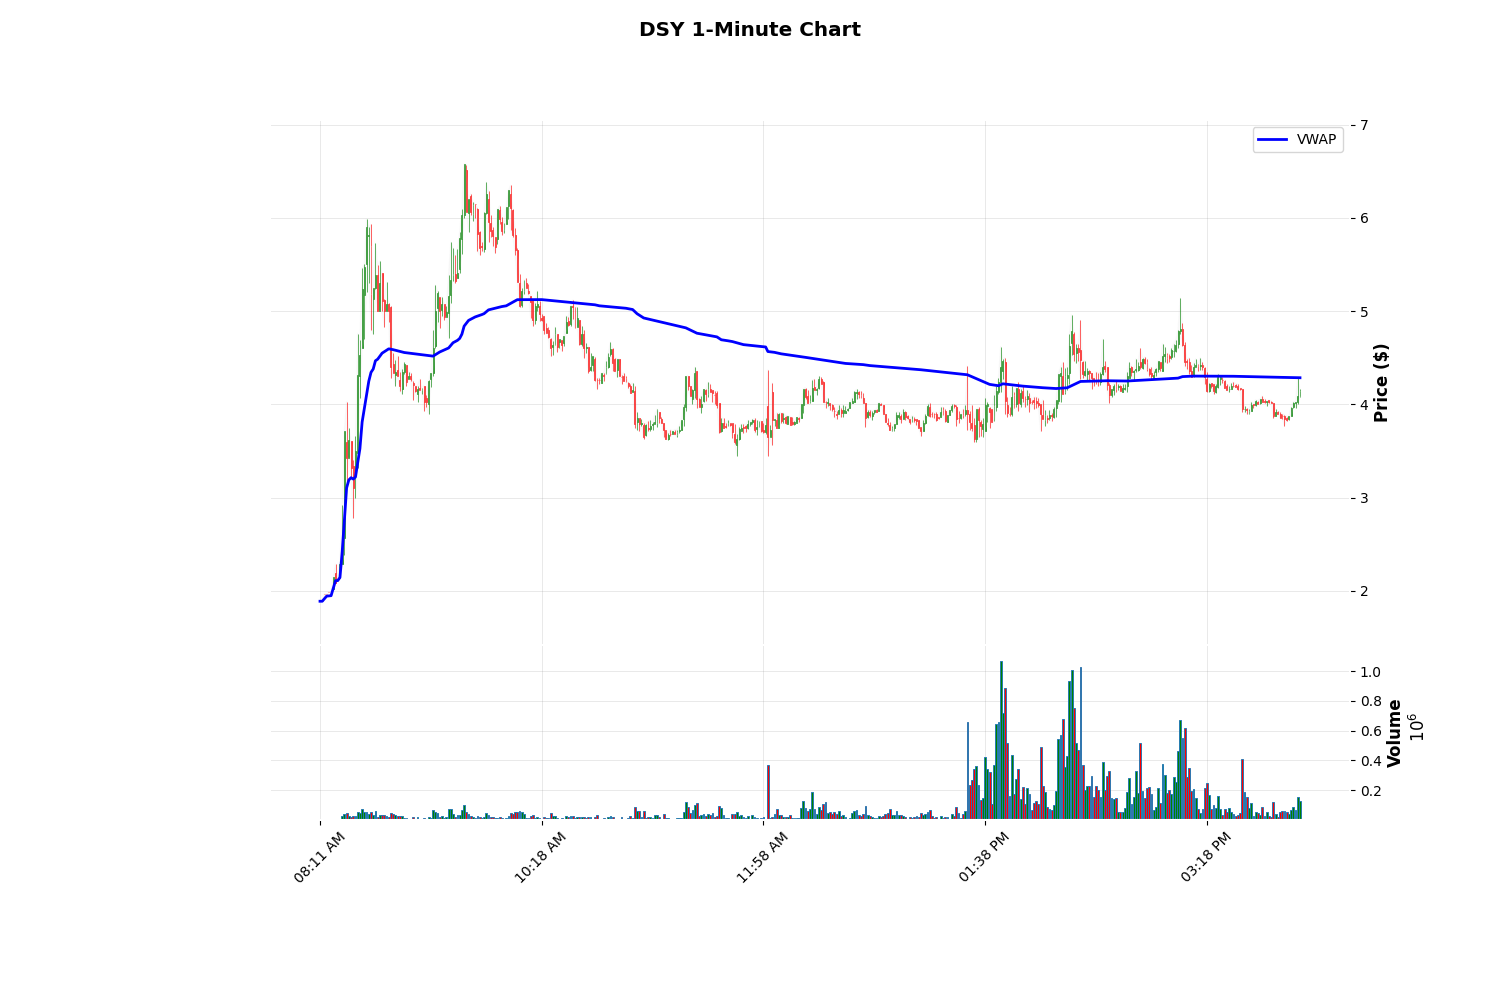 DSY 1-Minute Chart
VWAP
7
6
5
4
3
2
Price ($)
1.0
0.8
0.6
0.4
0.2
Volume
10^6
08:11 AM
10:18 AM
11:58 AM
01:38 PM
03:18 PM